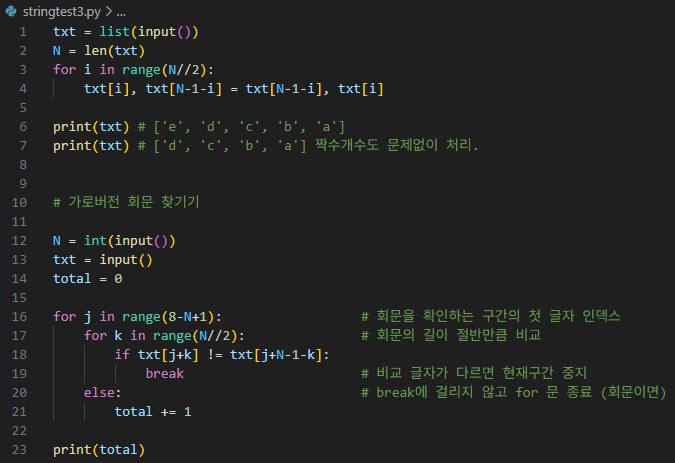 stringtest3.py > ...
1 txt = list(input())
2 N = len(txt)
3 for i in range(N//2):
4     txt[i], txt[N-1-i] = txt[N-1-i], txt[i]
5
6 print(txt) # ['e', 'd', 'c', 'b', 'a']
7 print(txt) # ['d', 'c', 'b', 'a'] 짝수개수도 문제없이 처리.
8
9
10 # 가로버전 회문 찾기기
11
12 N = int(input())
13 txt = input()
14 total = 0
15
16 for j in range(8-N+1): # 회문을 확인하는 구간의 첫 글자 인덱스
17     for k in range(N//2): # 회문의 길이 절반만큼 비교
18         if txt[j+k] != txt[j+N-1-k]:
19             break # 비교 글자가 다르면 현재구간 중지
20     else: # break에 걸리지 않고 for 문 종료 (회문이면)
21         total += 1
22
23 print(total)